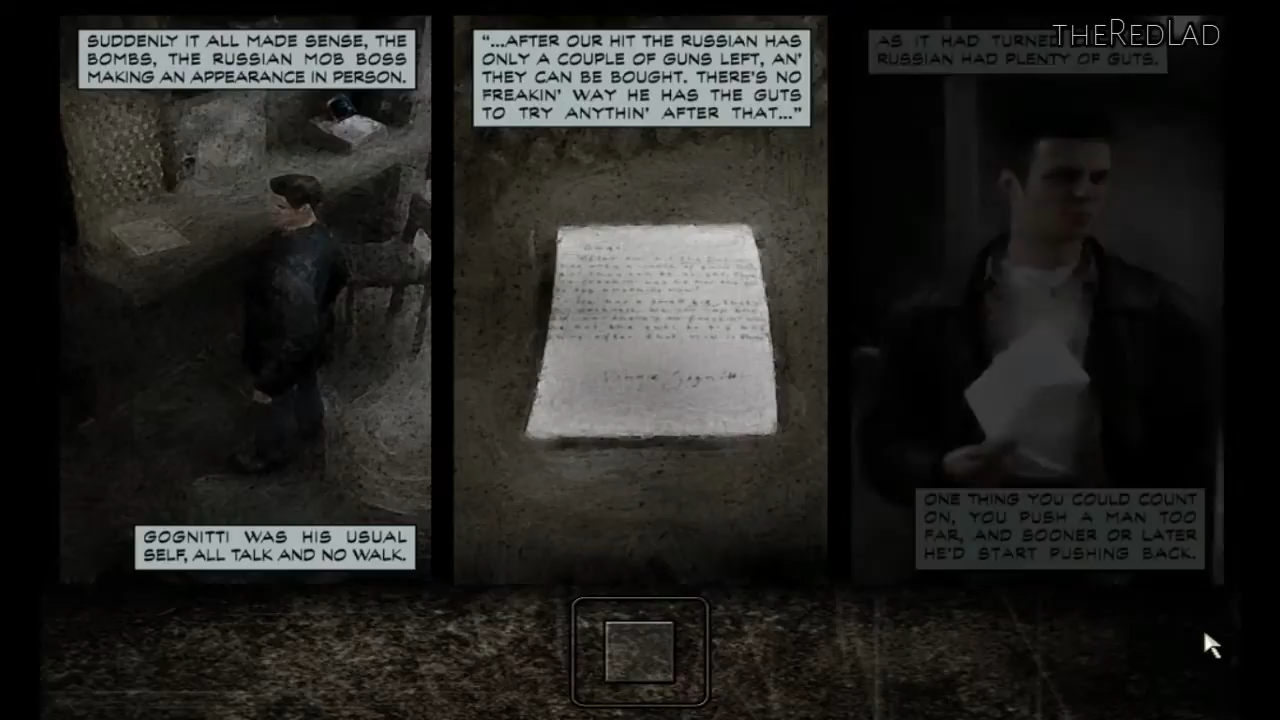 THEREDLAD
SUDDENLY IT ALL MADE SENSE, THE
BOMBS, THE RUSSIAN MOB BOSS
MAKING AN APPEARANCE IN PERSON.
GOGNITTI WAS HIS USUAL
SELF, ALL TALK AND NO WALK.
"...AFTER OUR HIT THE RUSSIAN HAS
ONLY A COUPLE OF GUNS LEFT, AN'
THEY CAN BE BOUGHT. THERE'S NO
FREAKIN' WAY HE HAS THE GUTS
TO TRY ANYTHIN' AFTER THAT..."
AS IT HAD TURNED
RUSSIAN HAD PLENTY OF GUTS.
ONE THING YOU COULD COUNT
ON, YOU PUSH A MAN TOO
FAR, AND SOONER OR LATER
HE'D START PUSHING BACK.